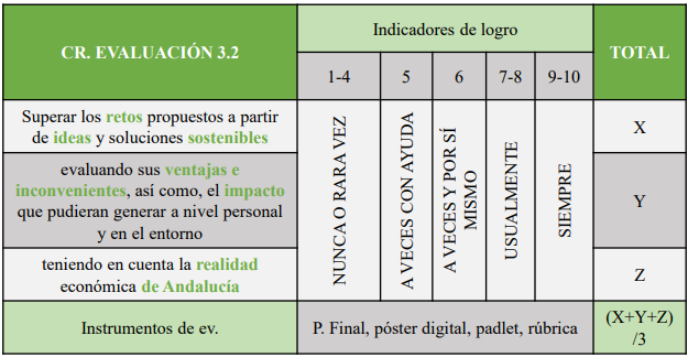 CR. EVALUACIÓN 3.2
Indicadores de logro
TOTAL
1-4
5
6
7-8
9-10
Superar los retos propuestos a partir
de ideas y soluciones sostenibles
NUNCA O RARA VEZ
A VECES CON AYUDA
A VECES Y POR SÍ
MISMO
USUALMENTE
SIEMPRE
X
evaluando sus ventajas e
inconvenientes, así como, el impacto
que pudieran generar a nivel personal
y en el entorno
Y
teniendo en cuenta la realidad
económica de Andalucía
Z
Instrumentos de ev.
P. Final, póster digital, padlet, rúbrica
(X+Y+Z)
/3